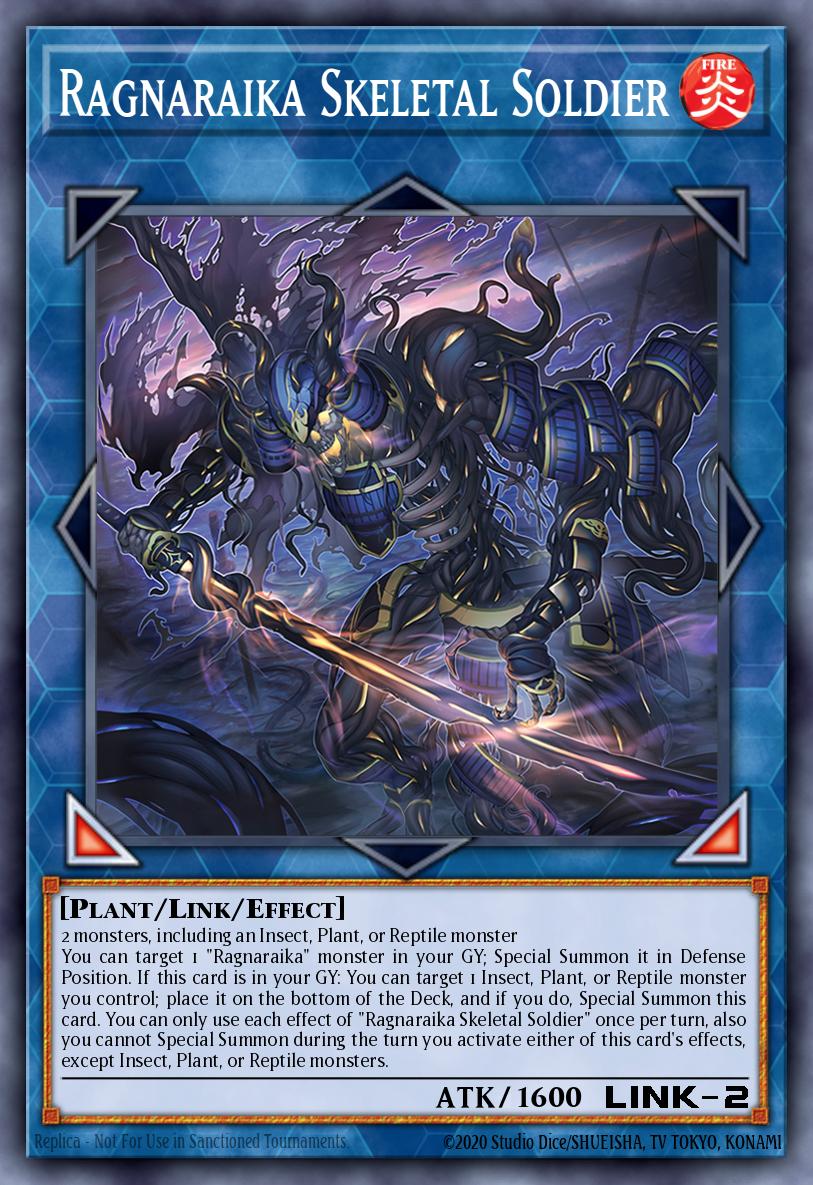 Ragnaraika Skeletal Soldier
FIRE
炎
[Plant/Link/Effect]
2 monsters, including an Insect, Plant, or Reptile monster
You can target 1 "Ragnaraika" monster in your GY; Special Summon it in Defense
Position. If this card is in your GY: You can target 1 Insect, Plant, or Reptile monster
you control; place it on the bottom of the Deck, and if you do, Special Summon this
card. You can only use each effect of "Ragnaraika Skeletal Soldier" once per turn, also
you cannot Special Summon during the turn you activate either of this card's effects,
except Insect, Plant, or Reptile monsters.
ATK/1600 LINK-2
Replica - Not For Use in Sanctioned Tournaments. ©2020 Studio Dice/SHUEISHA, TV TOKYO, KONAMI